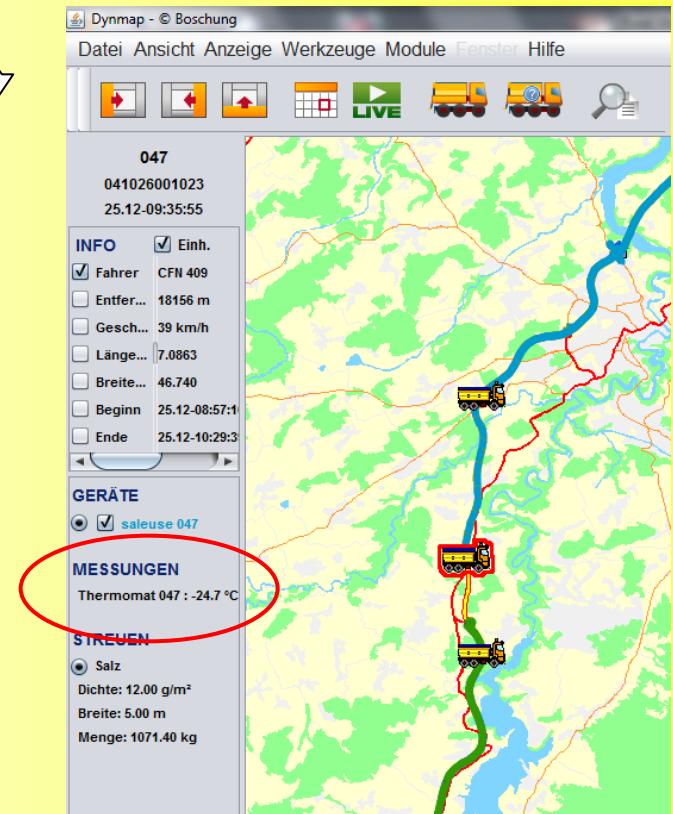 Dynmap - © Boschung
Datei Ansicht Anzeige Werkzeuge Module Fenster Hilfe
LIVE
047
041026001023
25.12-09:35:55
INFO Einh.
Fahrer CFN 409
Entfer... 18156 m
Gesch... 39 km/h
Länge... 7.0863
Breite... 46.740
Beginn 25.12-08:57:1
Ende 25.12-10:29:3
GERÄTE
saleuse 047
MESSUNGEN
Thermomat 047 : -24.7 °C
STREUEN
Salz
Dichte: 12.00 g/m²
Breite: 5.00 m
Menge: 1071.40 kg